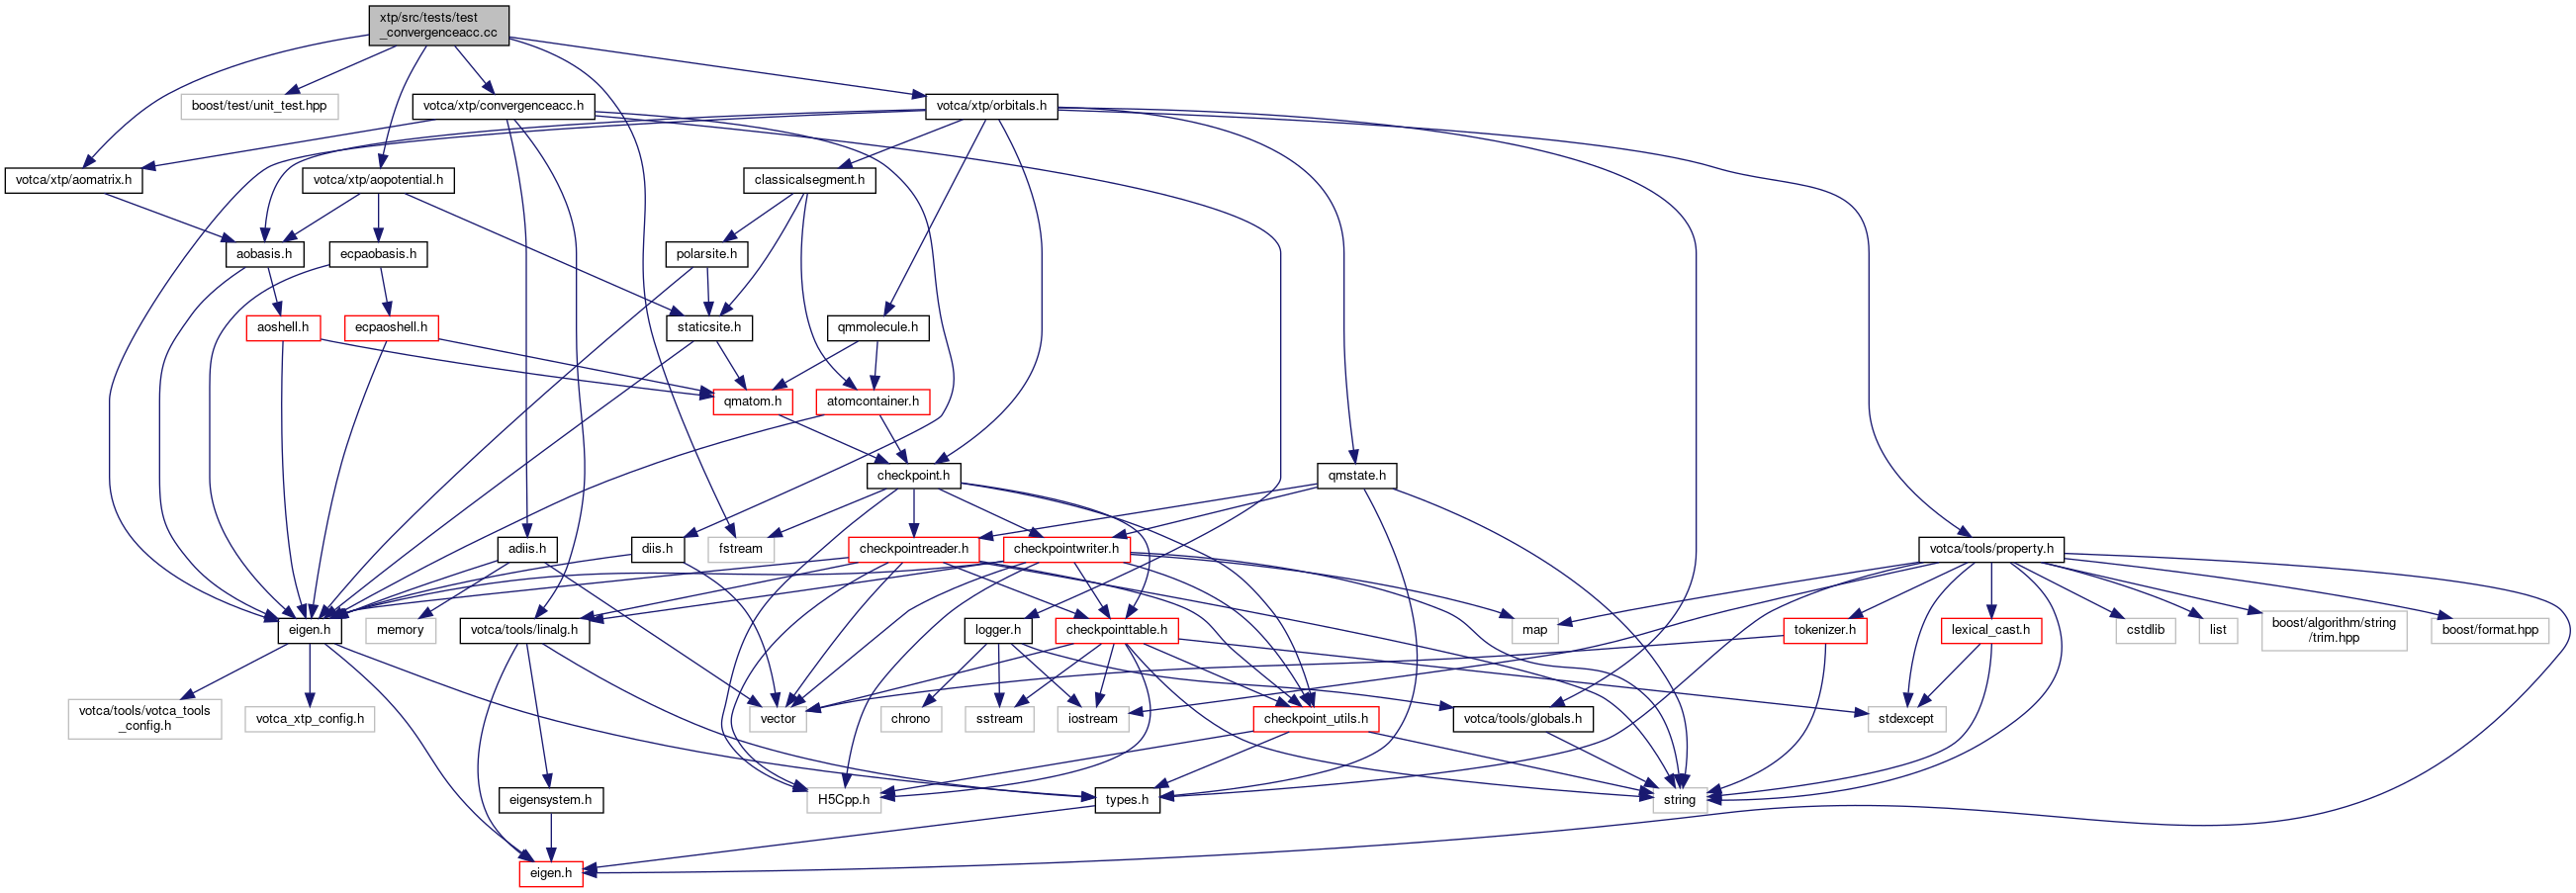 xtp/src/tests/test
_convergenceacc.cc
boost/test/unit_test.hpp
votca/xtp/convergenceacc.h
votca/xtp/orbitals.h
votca/xtp/aomatrix.h
votca/xtp/aopotential.h
classicalsegment.h
aobasis.h
ecpaobasis.h
polarsite.h
aoshell.h
ecpaoshell.h
staticsite.h
qmmolecule.h
qmatom.h
atomcontainer.h
checkpoint.h
qmstate.h
adiis.h
diis.h
fstream
checkpointreader.h
checkpointwriter.h
votca/tools/property.h
eigen.h
memory
votca/tools/linalg.h
logger.h
checkpointtable.h
map
tokenizer.h
lexical_cast.h
cstdlib
list
boost/algorithm/string
/trim.hpp
boost/format.hpp
votca/tools/votca_tools
_config.h
votca_xtp_config.h
vector
chrono
sstream
iostream
checkpoint_utils.h
votca/tools/globals.h
stdexcept
eigensystem.h
H5Cpp.h
types.h
string
eigen.h